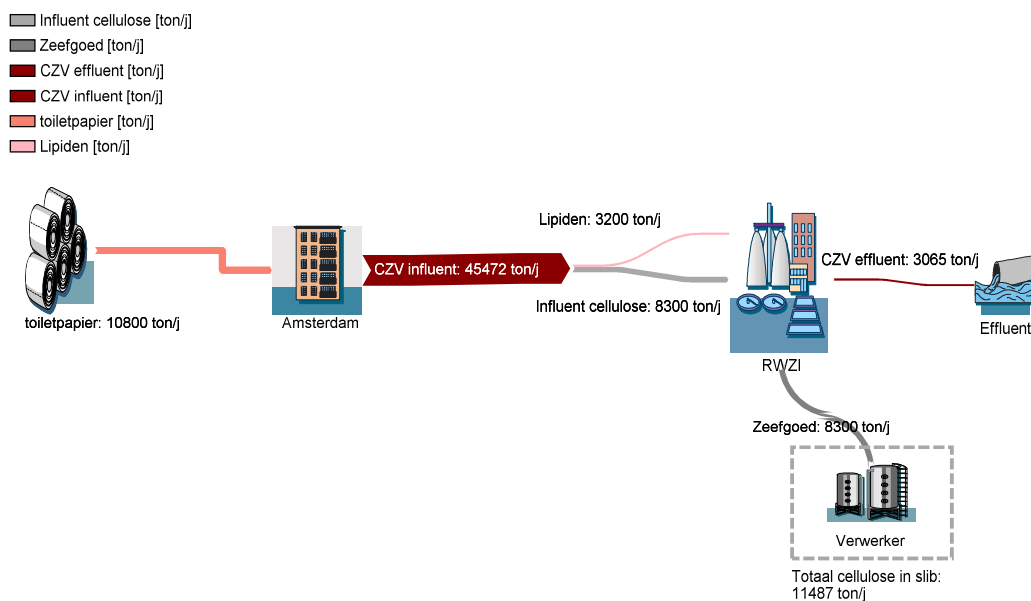 Influent cellulose [ton/j]
Zeefgoed [ton/j]
CZV effluent [ton/j]
CZV influent [ton/j]
toiletpapier [ton/j]
Lipiden [ton/j]
Lipiden: 3200 ton/j
CZV influent: 45472 ton/j
CZV effluent: 3065 ton/j
Influent cellulose: 8300 ton/j
toiletpapier: 10800 ton/j
Amsterdam
Effluent
RWZI
Zeefgoed: 8300 ton/j
Verwerker
Totaal cellulose in slib:
11487 ton/j